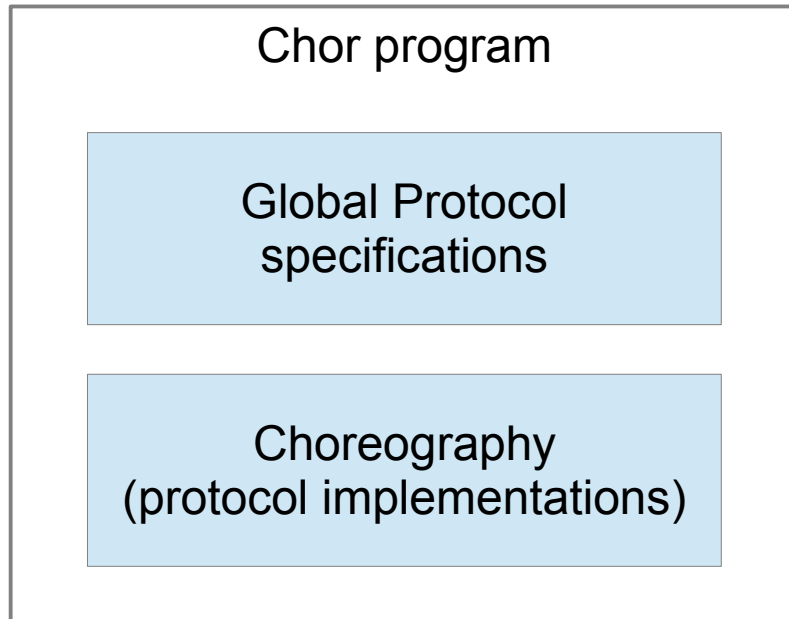 Chor program
Global Protocol
specifications
Choreography
(protocol implementations)